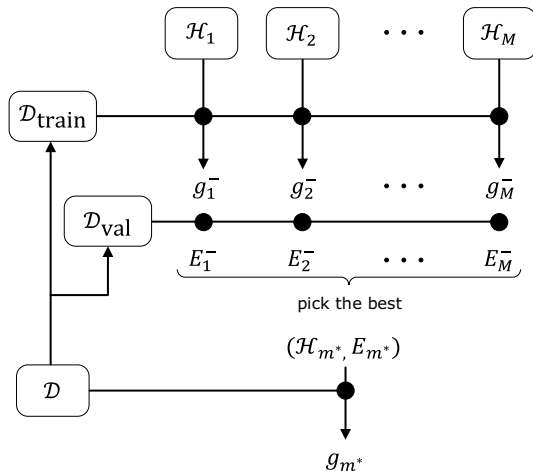 ℋ₁ ℋ₂ ··· ℋ_M
𝒟_train
g₁⁻ g₂⁻ ··· g_M⁻
𝒟_val
E₁⁻ E₂⁻ ··· E_M⁻
pick the best
(ℋ_{m*}, E_{m*})
𝒟
g_{m*}